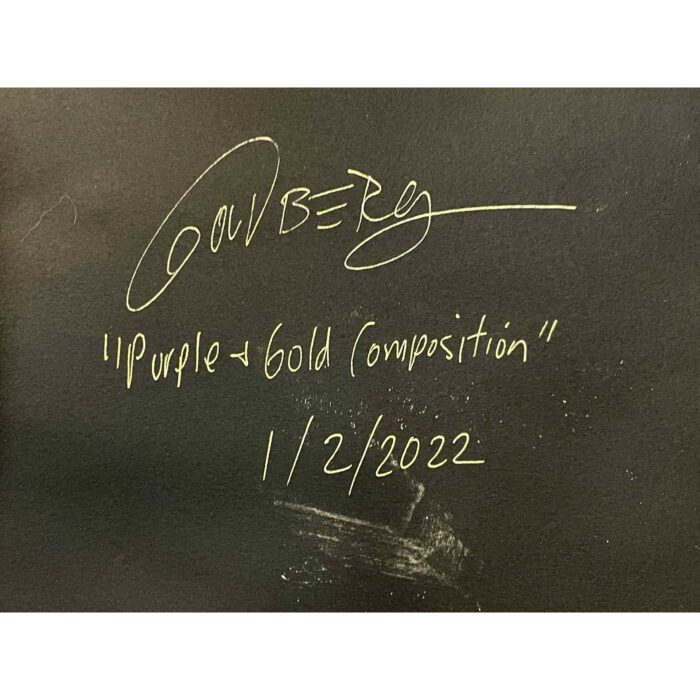 GOLDBERG
"Purple + Gold Composition"
1/2/2022